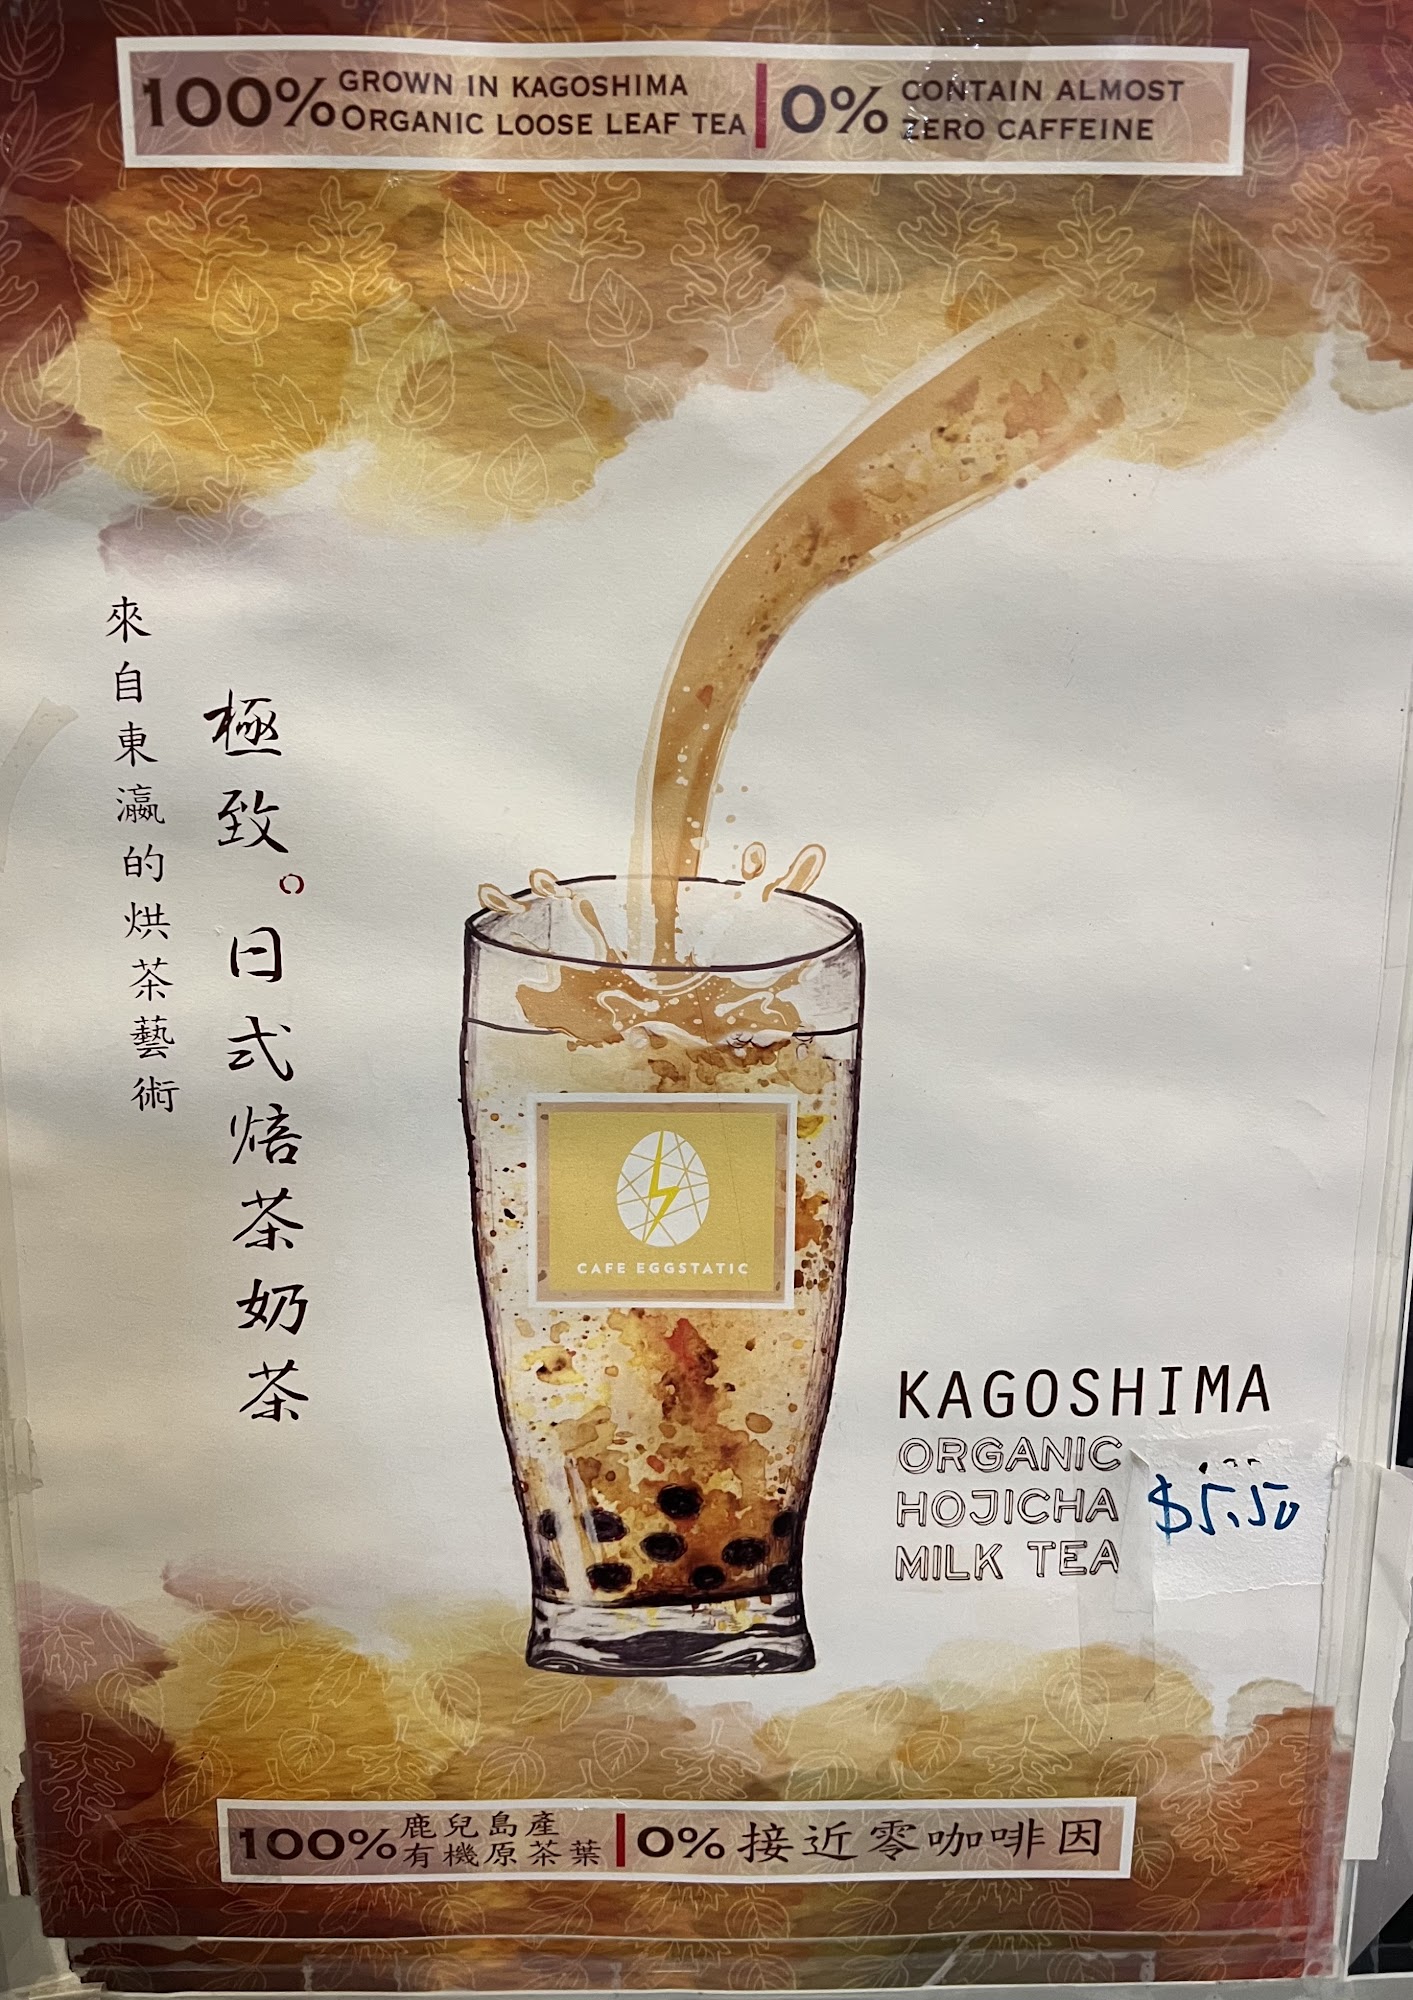 100% GROWN IN KAGOSHIMA
ORGANIC LOOSE LEAF TEA
0% CONTAIN ALMOST
ZERO CAFFEINE
極致。日式焙茶奶茶
來自東瀛的烘茶藝術
CAFE EGGSTATIC
KAGOSHIMA
ORGANIC
HOJICHA
MILK TEA
$5.50
100% 鹿兒島產
有機原茶葉
0% 接近零咖啡因